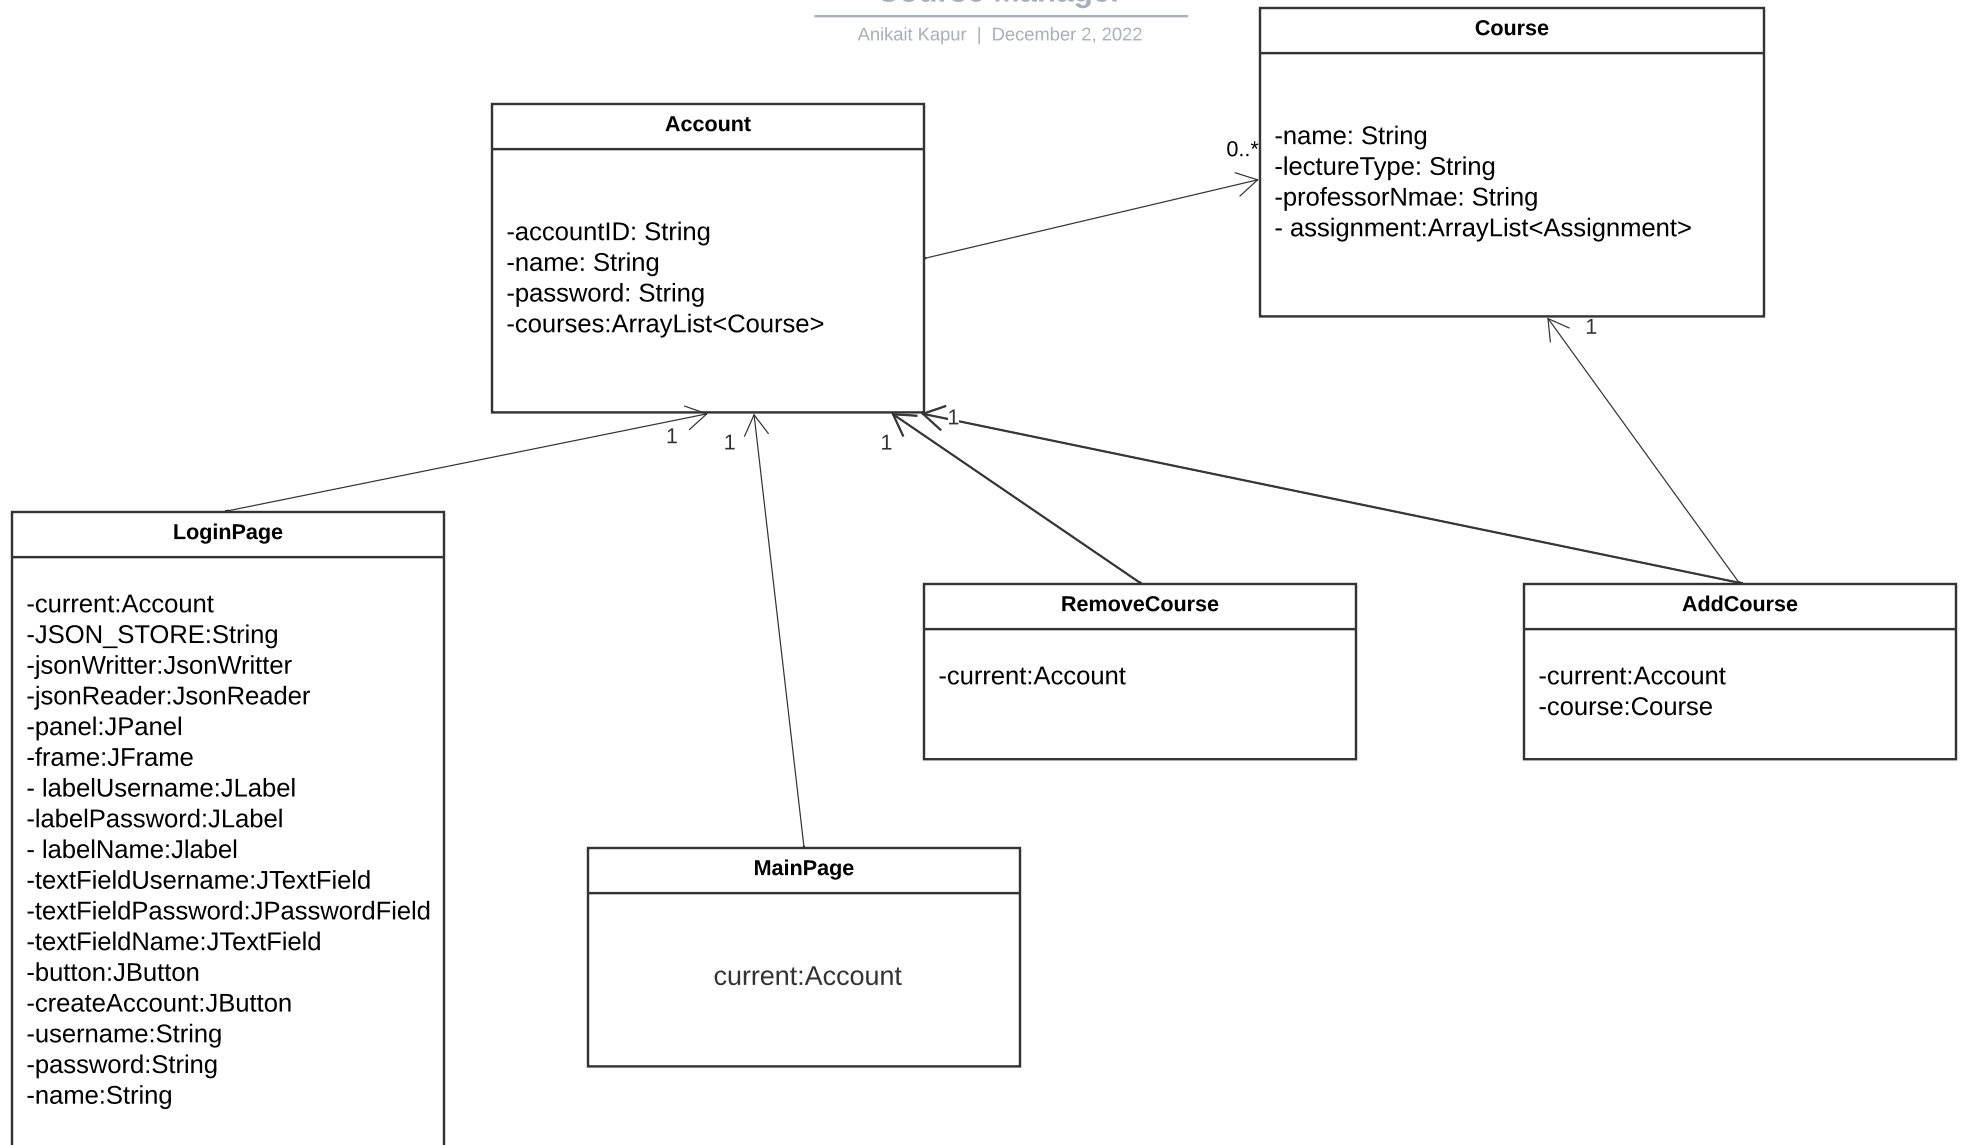 Course Manager
Anikait Kapur | December 2, 2022
Course
-name: String
-lectureType: String
-professorNmae: String
- assignment:ArrayList<Assignment>
0..*
1
Account
-accountID: String
-name: String
-password: String
-courses:ArrayList<Course>
1
1
1
1
LoginPage
-current:Account
-JSON_STORE:String
-jsonWritter:JsonWritter
-jsonReader:JsonReader
-panel:JPanel
-frame:JFrame
- labelUsername:JLabel
-labelPassword:JLabel
- labelName:Jlabel
-textFieldUsername:JTextField
-textFieldPassword:JPasswordField
-textFieldName:JTextField
-button:JButton
-createAccount:JButton
-username:String
-password:String
-name:String
RemoveCourse
-current:Account
AddCourse
-current:Account
-course:Course
MainPage
current:Account